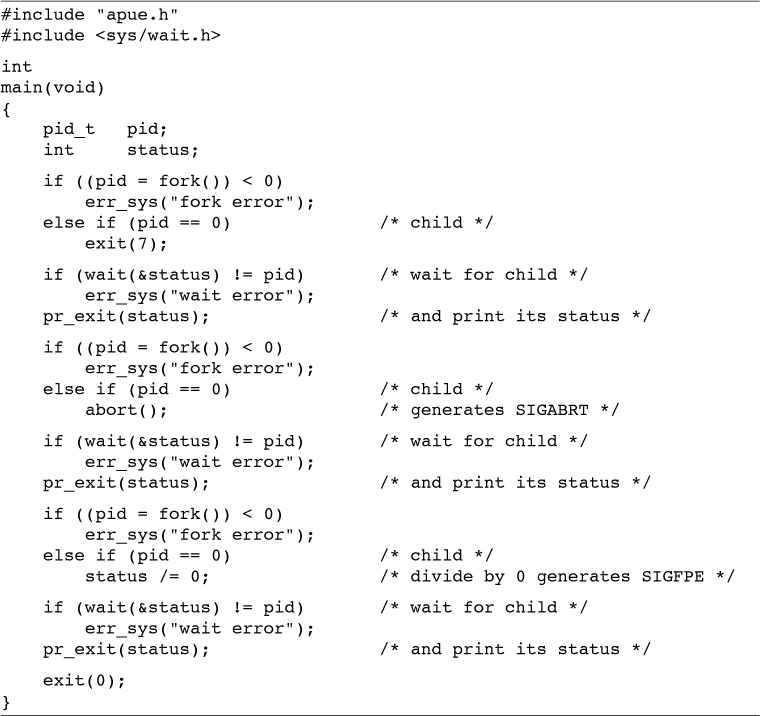 #include "apue.h"
#include <sys/wait.h>
int
main(void)
{
    pid_t   pid;
    int     status;
    if ((pid = fork()) < 0)
        err_sys("fork error");
    else if (pid == 0)              /* child */
        exit(7);
    if (wait(&status) != pid)       /* wait for child */
        err_sys("wait error");
    pr_exit(status);                /* and print its status */
    if ((pid = fork()) < 0)
        err_sys("fork error");
    else if (pid == 0)              /* child */
        abort();                    /* generates SIGABRT */
    if (wait(&status) != pid)       /* wait for child */
        err_sys("wait error");
    pr_exit(status);                /* and print its status */
    if ((pid = fork()) < 0)
        err_sys("fork error");
    else if (pid == 0)              /* child */
        status /= 0;                /* divide by 0 generates SIGFPE */
    if (wait(&status) != pid)       /* wait for child */
        err_sys("wait error");
    pr_exit(status);                /* and print its status */
    exit(0);
}